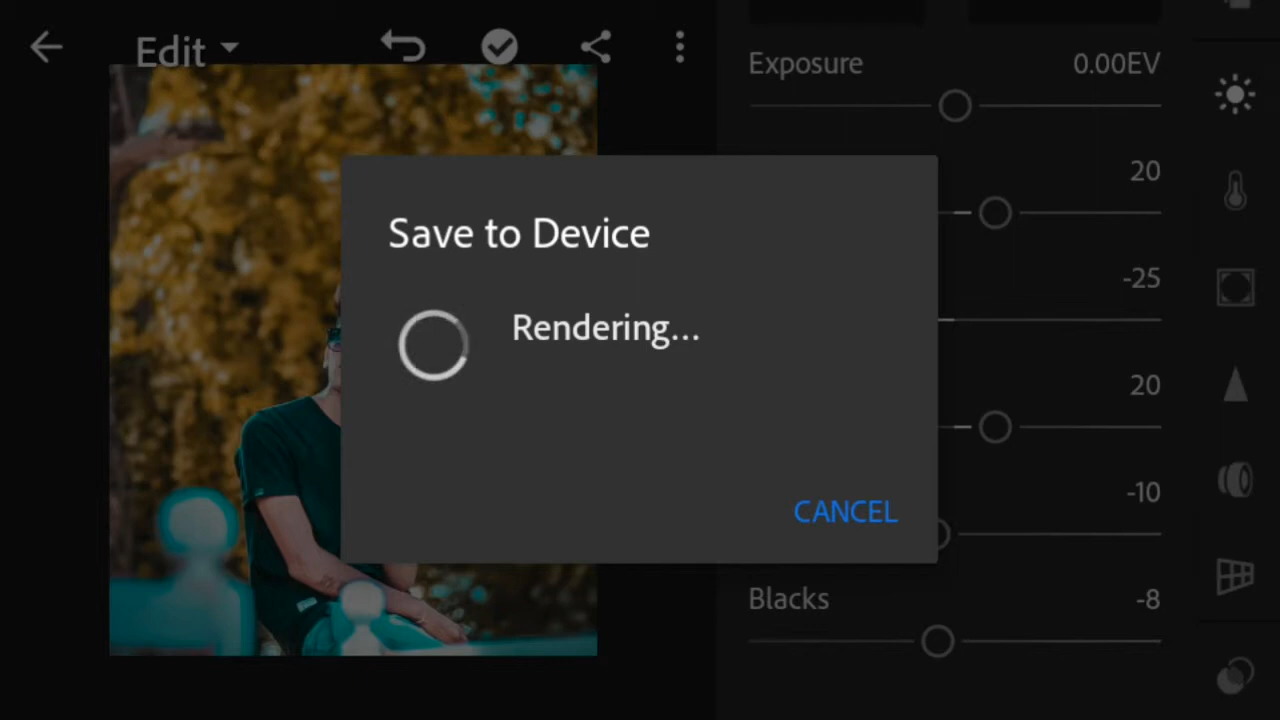 Edit
Exposure 0.00EV
20
-25
20
-10
Blacks -8
Save to Device
Rendering...
CANCEL